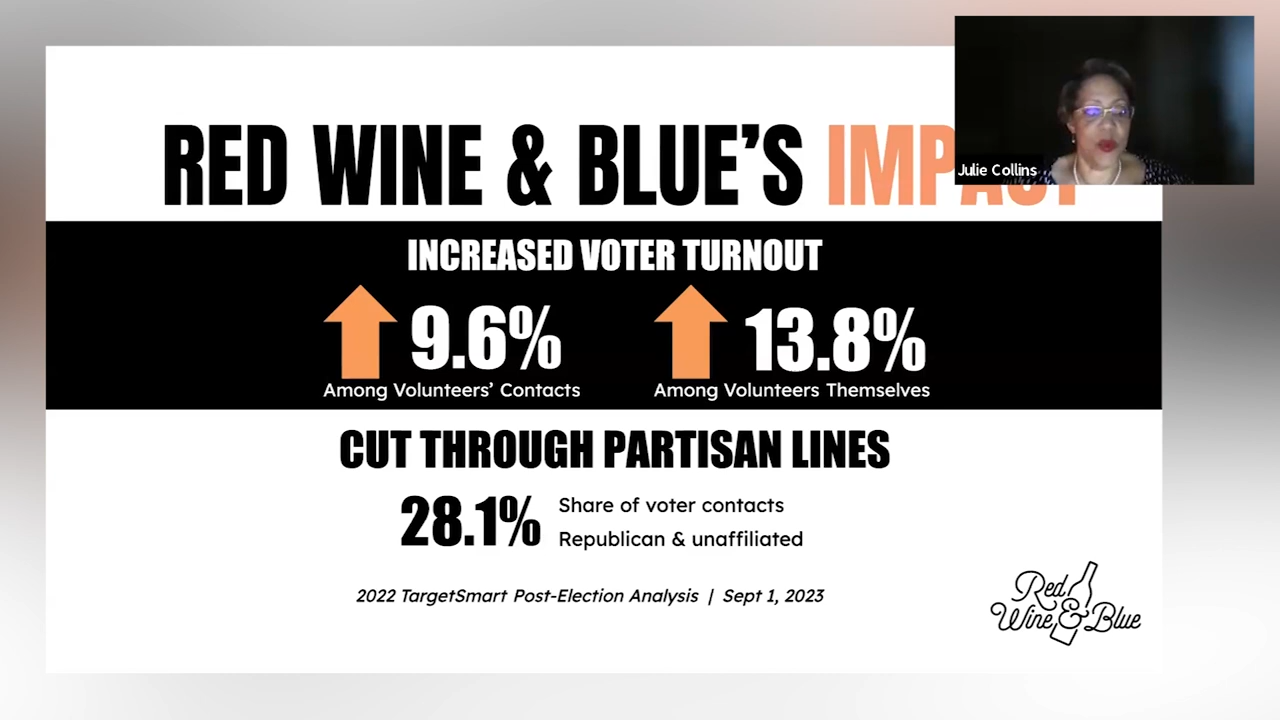 RED WINE & BLUE'S IMPACT
Julie Collins
INCREASED VOTER TURNOUT
9.6%
Among Volunteers' Contacts
13.8%
Among Volunteers Themselves
CUT THROUGH PARTISAN LINES
28.1%
Share of voter contacts
Republican & unaffiliated
2022 TargetSmart Post-Election Analysis | Sept 1, 2023
Red
Wine & Blue